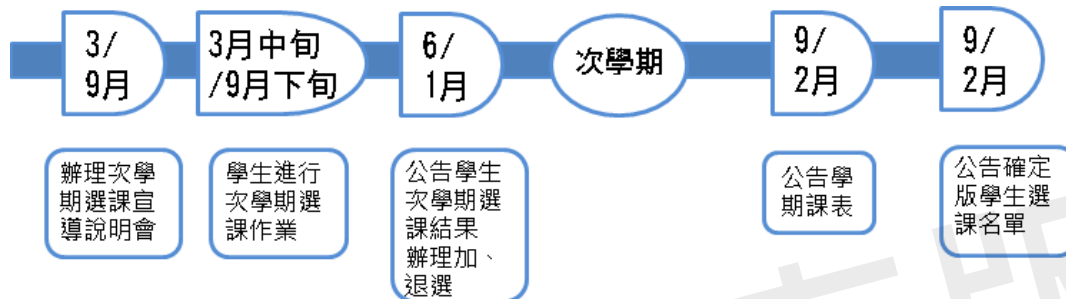 3/
9月
3月中旬
/9月下旬
6/
1月
次學期
9/
2月
9/
2月
辦理次學
期選課宣
導說明會
學生進行
次學期選
課作業
公告學生
次學期選
課結果
辦理加、
退選
公告學
期課表
公告確定
版學生選
課名單